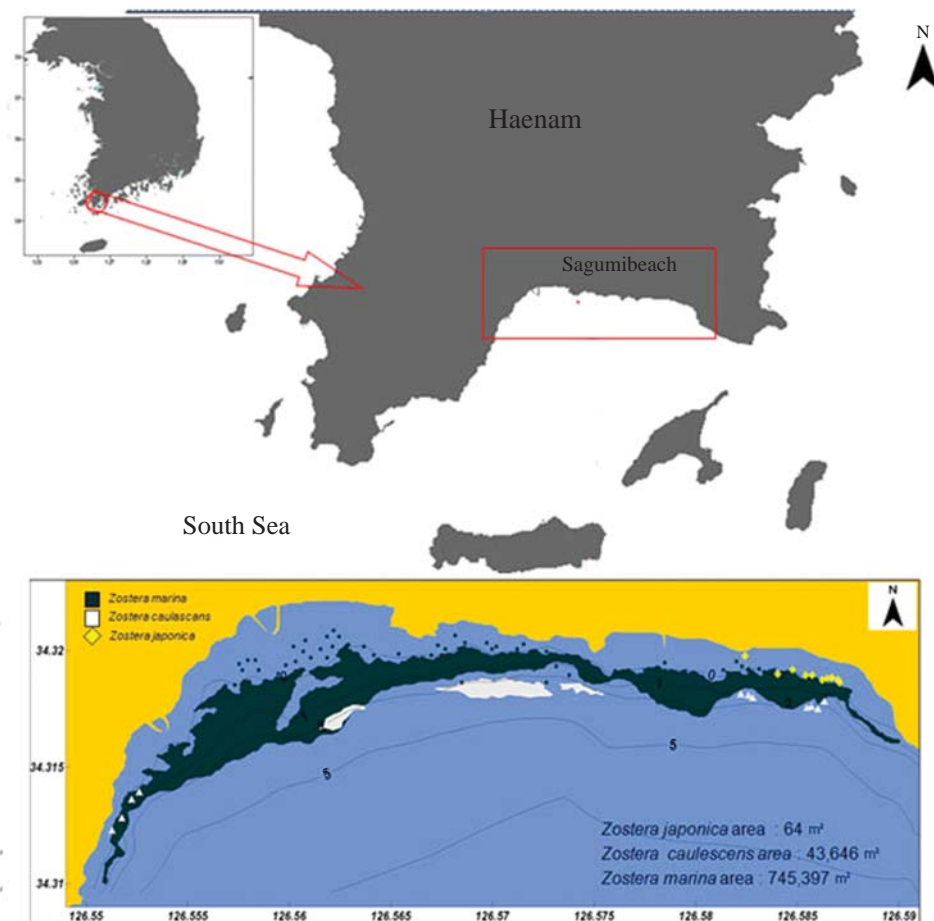 N
Haenam
Sagumibeach
South Sea
Zostera marina
Zostera caulascans
Zostera japonica
N
34.32
34.315
34.31
0
0
5
5
Zostera japonica area : 64 m²
Zostera caulescens area : 43,646 m²
Zostera marina area : 745,397 m²
126.55 126.555 126.56 126.565 126.57 126.575 126.58 126.585 126.59